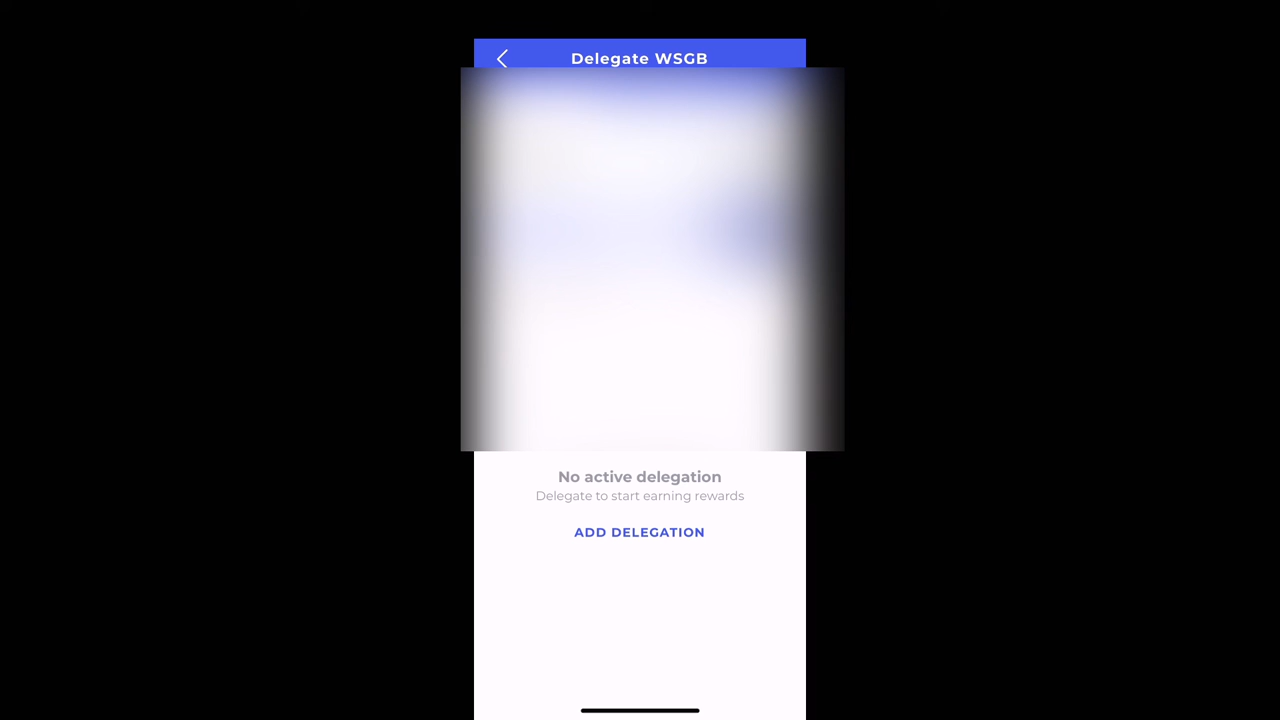 Delegate WSGB
No active delegation
Delegate to start earning rewards
ADD DELEGATION